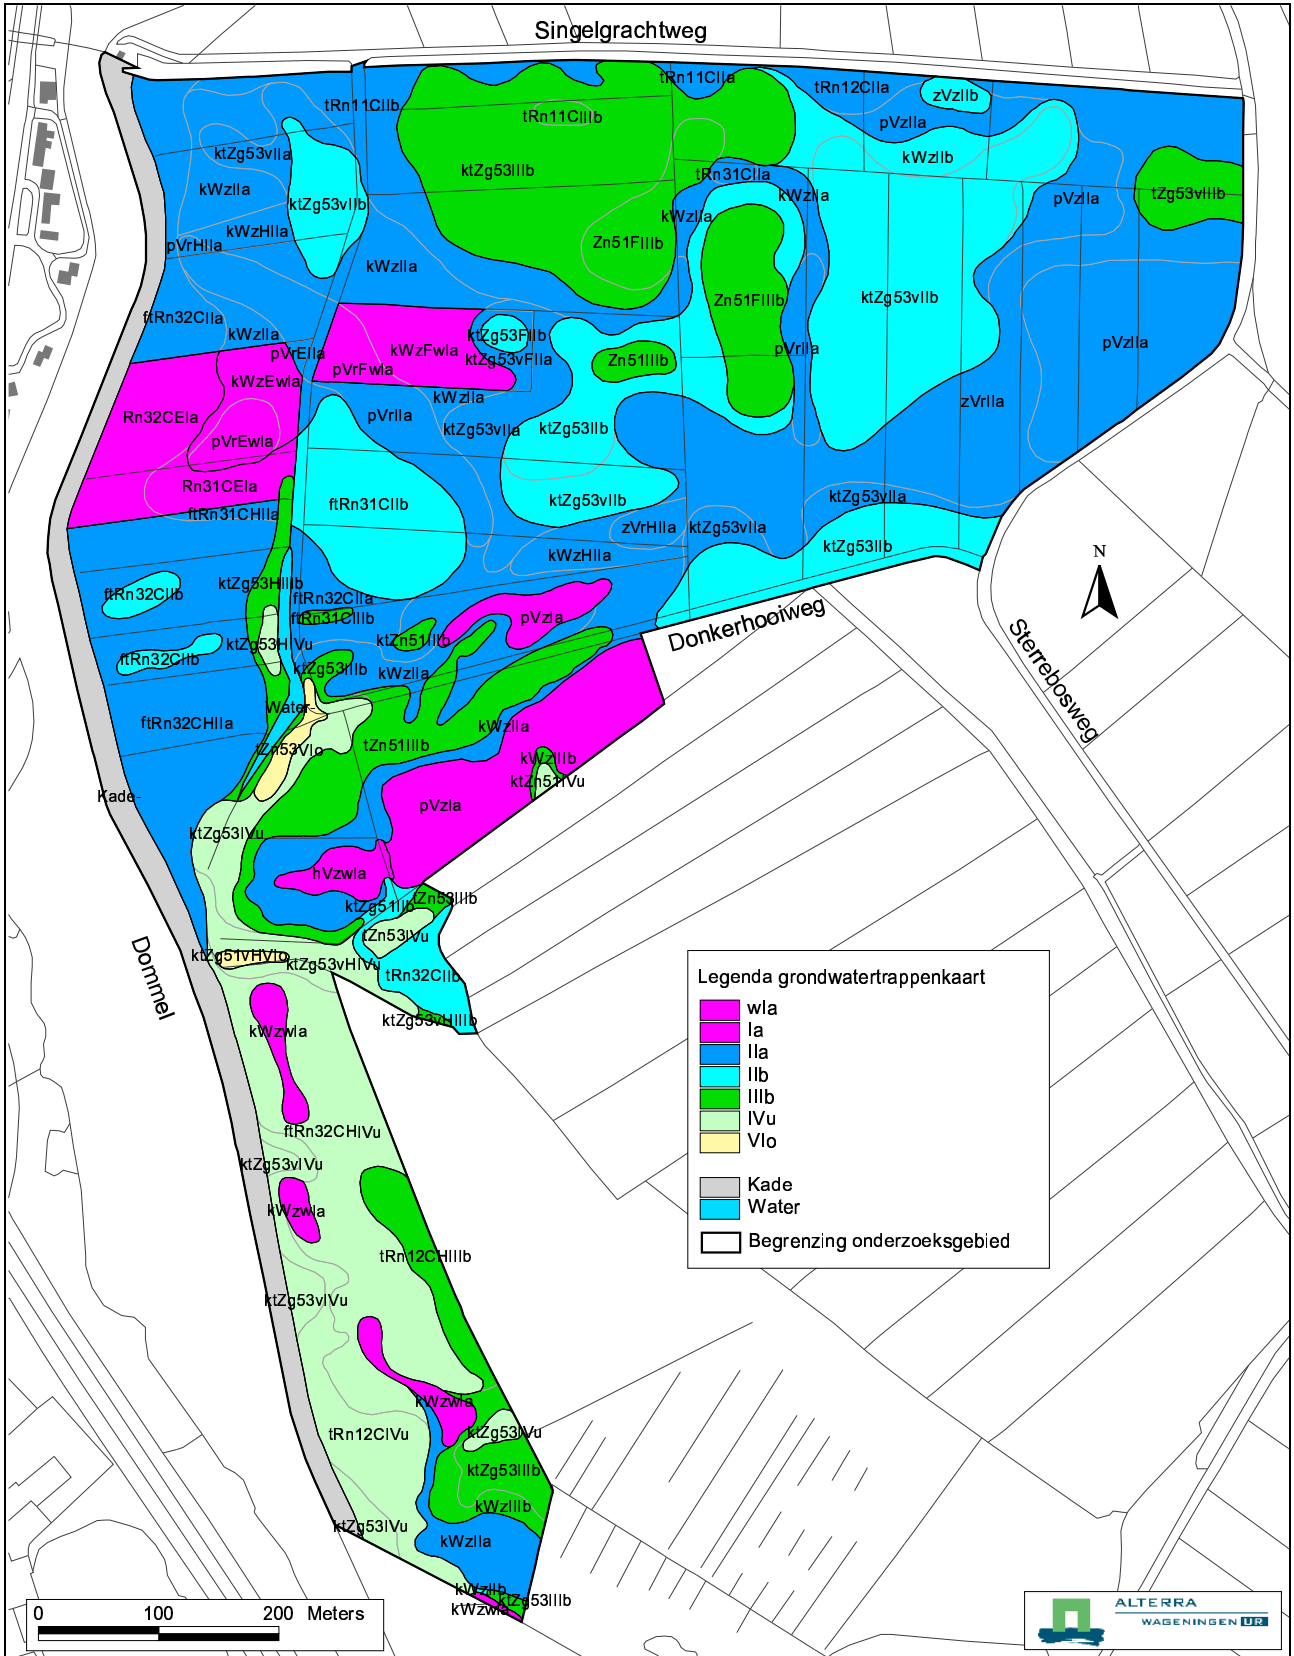 Singelgrachtweg
tRn11CIIa
tRn12CIIa
zVzIIb
tRn11CIIb
tRn11CIIIb
pVzIIa
ktZg53vIIa
kWzIIb
ktZg53IIIb
tRn31CIIa
kWzIIa
kWzIIa
pVzIIa
tZg53vIIIb
ktZg53vIIb
kWzIIa
kWzHIIa
pVrHIIa
Zn51FIIIb
kWzIIa
Zn51FIIIb
ktZg53vIIb
ftRn32CIIa
kWzIIa
ktZg53FIIb
pVrEIIa
kWzFwIa
ktZg53vFIIa
Zn51IIIb
pVrIIa
pVzIIa
pVrFwIa
kWzEwIa
kWzIIa
zVrIIa
Rn32CEIa
pVrIIa
ktZg53vIIa
ktZg53IIb
pVrEwIa
Rn31CEIa
ktZg53vIIb
ktZg53vIIa
ftRn31CHIIa
ftRn31CIIb
zVrHIIa
ktZg53vIIa
ktZg53IIb
kWzHIIa
N
ftRn32CIIb
ktZg53HIIIb
ftRn32CIIa
ftRn31CIIIb
pVzIa
Donkerhooiweg
Sterrebosweg
ktZn51IIIb
ktZg53HIVu
ftRn32CIIb
ktZg53IIIb
kWzIIa
Water
ftRn32CHIIa
kWzIIa
tZn53VIo
tZn51IIIb
kWzIIIb
ktZn51IVu
Kade
pVzIa
ktZg53IVu
hVzwIa
ktZg51IIb
tZn53IIIb
tZn53IVu
Dommel
ktZg51vHVIo
ktZg53vHIVu
tRn32CIIb
ktZg53vHIIIb
kWzwIa
ftRn32CHIVu
ktZg53vIVu
kWzwIa
tRn12CHIIIb
ktZg53vIVu
kWzwIa
tRn12CIVu
ktZg53IVu
ktZg53IIIb
kWzIIIb
ktZg53IVu
kWzIIa
kWzIIb
ktZg53IIIb
kWzwIa
Legenda grondwatertrappenkaart
wIa
Ia
IIa
IIb
IIIb
IVu
VIo
Kade
Water
Begrenzing onderzoeksgebied
0 100 200 Meters
ALTERRA
WAGENINGEN UR